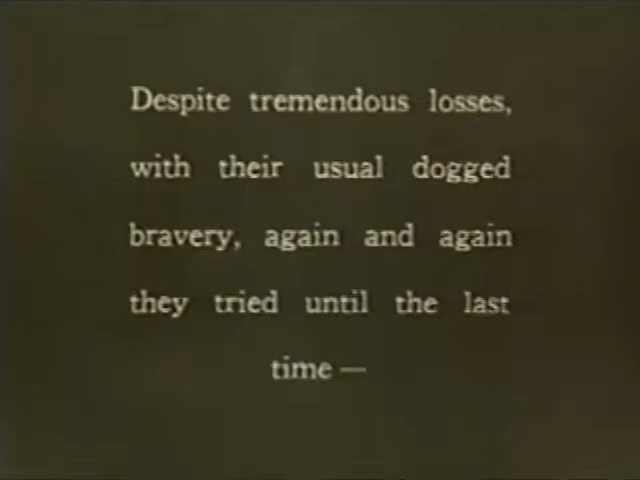 Despite tremendous losses,
with their usual dogged
bravery, again and again
they tried until the last
time —